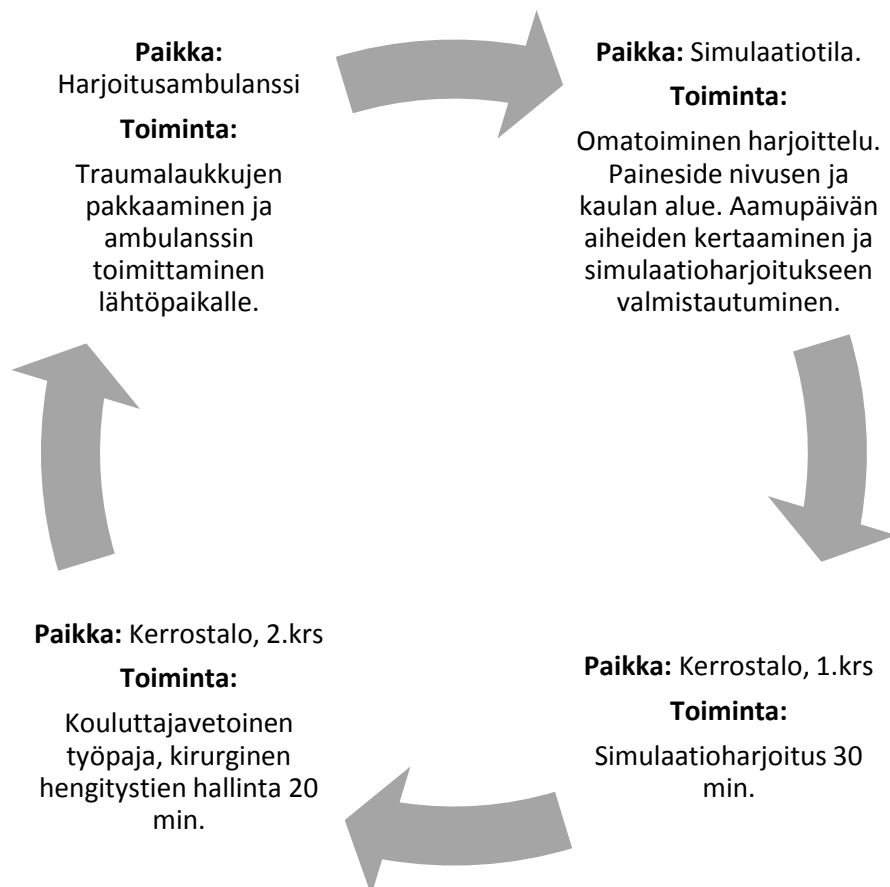 Paikka:
Harjoitusambulanssi
Toiminta:
Traumalaukkujen
pakkaaminen ja
ambulanssin
toimittaminen
lähtöpaikalle.
Paikka: Simulaatiotila.
Toiminta:
Omatoiminen harjoittelu.
Paineside nivusen ja
kaulan alue. Aamupäivän
aiheiden kertaaminen ja
simulaatioharjoitukseen
valmistautuminen.
Paikka: Kerrostalo, 1.krs
Toiminta:
Simulaatioharjoitus 30
min.
Paikka: Kerrostalo, 2.krs
Toiminta:
Kouluttajavetoinen
työpaja, kirurginen
hengitystien hallinta 20
min.